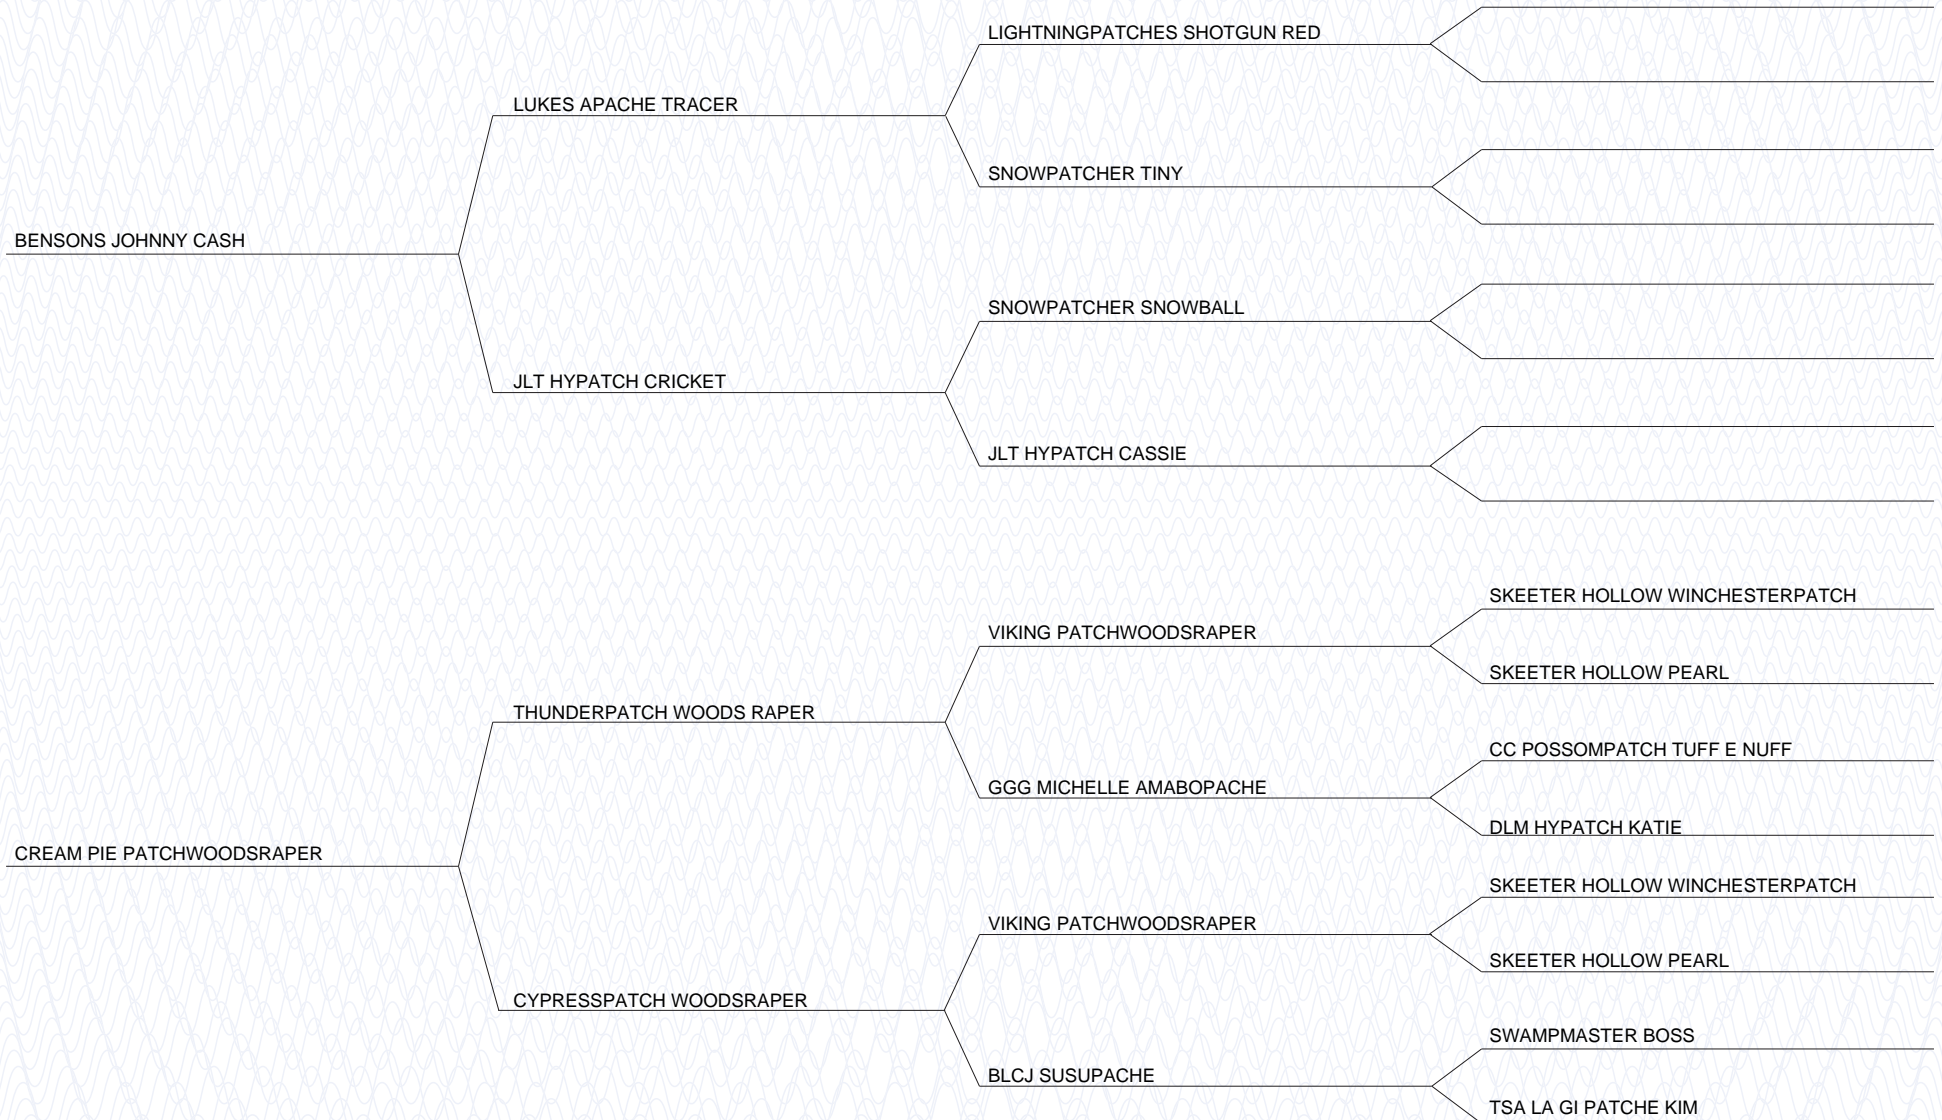 LIGHTNINGPATCHES SHOTGUN RED
LUKES APACHE TRACER
SNOWPATCHER TINY
BENSONS JOHNNY CASH
SNOWPATCHER SNOWBALL
JLT HYPATCH CRICKET
JLT HYPATCH CASSIE
SKEETER HOLLOW WINCHESTERPATCH
VIKING PATCHWOODSRAPER
SKEETER HOLLOW PEARL
THUNDERPATCH WOODS RAPER
CC POSSOMPATCH TUFF E NUFF
GGG MICHELLE AMABOPACHE
DLM HYPATCH KATIE
CREAM PIE PATCHWOODSRAPER
SKEETER HOLLOW WINCHESTERPATCH
VIKING PATCHWOODSRAPER
SKEETER HOLLOW PEARL
CYPRESSPATCH WOODSRAPER
SWAMPMASTER BOSS
BLCJ SUSUPACHE
TSA LA GI PATCHE KIM